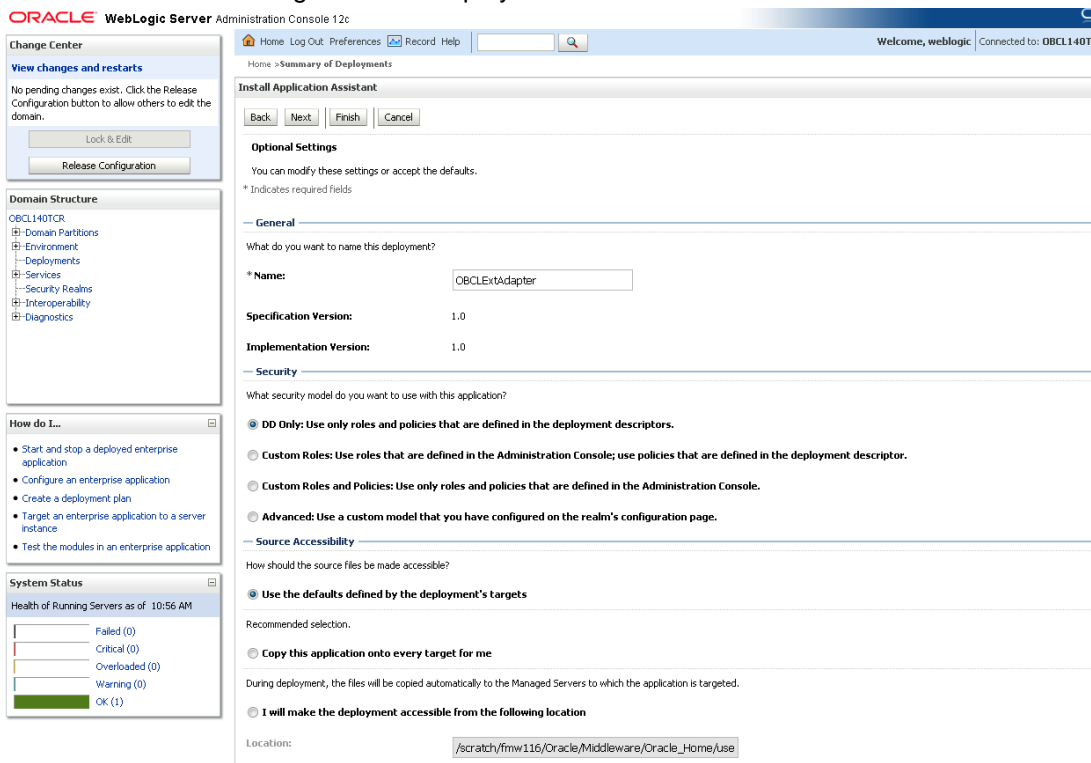 ORACLE WebLogic Server Administration Console 12c
Change Center
View changes and restarts
No pending changes exist. Click the Release
Configuration button to allow others to edit the
domain.
Lock & Edit
Release Configuration
Domain Structure
OBCL140TCR
Domain Partitions
Environment
Deployments
Services
Security Realms
Interoperability
Diagnostics
How do I...
Start and stop a deployed enterprise
application
Configure an enterprise application
Create a deployment plan
Target an enterprise application to a server
instance
Test the modules in an enterprise application
System Status
Health of Running Servers as of 10:56 AM
Failed (0)
Critical (0)
Overloaded (0)
Warning (0)
OK (1)
Home Log Out Preferences Record Help
Welcome, weblogic Connected to: OBCL140T
Home >Summary of Deployments
Install Application Assistant
Back Next Finish Cancel
Optional Settings
You can modify these settings or accept the defaults.
* Indicates required fields
General
What do you want to name this deployment?
* Name: OBCLExtAdapter
Specification Version: 1.0
Implementation Version: 1.0
Security
What security model do you want to use with this application?
DD Only: Use only roles and policies that are defined in the deployment descriptors.
Custom Roles: Use roles that are defined in the Administration Console; use policies that are defined in the deployment descriptor.
Custom Roles and Policies: Use only roles and policies that are defined in the Administration Console.
Advanced: Use a custom model that you have configured on the realm's configuration page.
Source Accessibility
How should the source files be made accessible?
Use the defaults defined by the deployment's targets
Recommended selection.
Copy this application onto every target for me
During deployment, the files will be copied automatically to the Managed Servers to which the application is targeted.
I will make the deployment accessible from the following location
Location: /scratch/fmw116/Oracle/Middleware/Oracle_Home/use